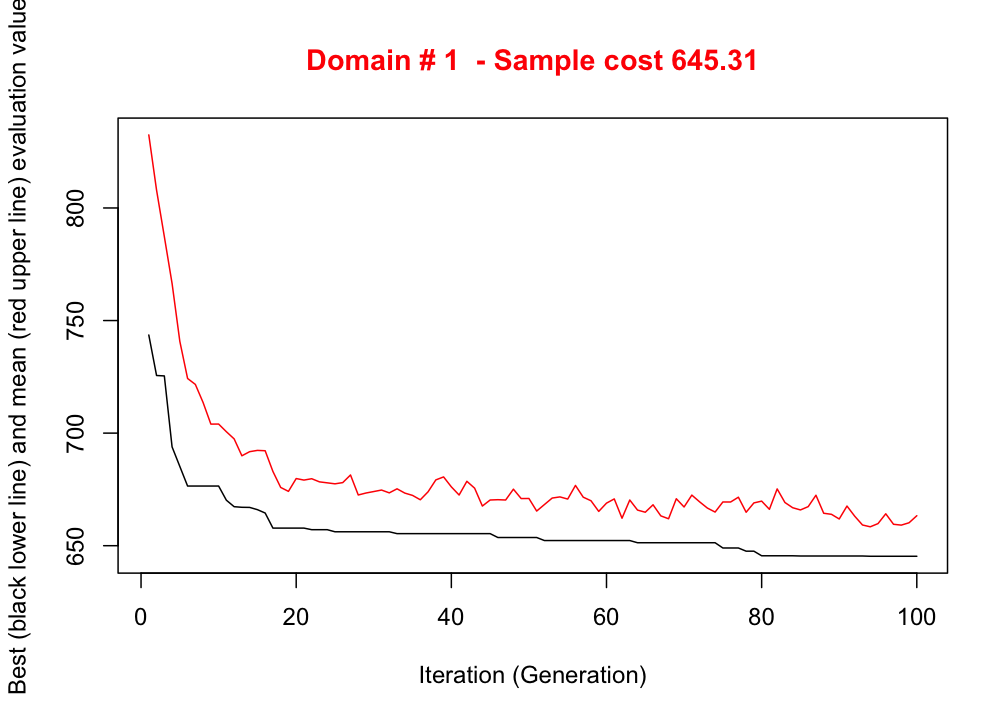 Domain # 1  - Sample cost 645.31
Best (black lower line) and mean (red upper line) evaluation value
800
750
700
650
0 20 40 60 80 100
Iteration (Generation)